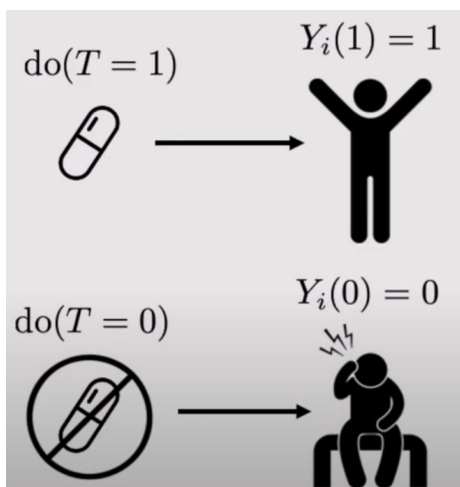 Y_i(1) = 1
do(T = 1)
Y_i(0) = 0
do(T = 0)